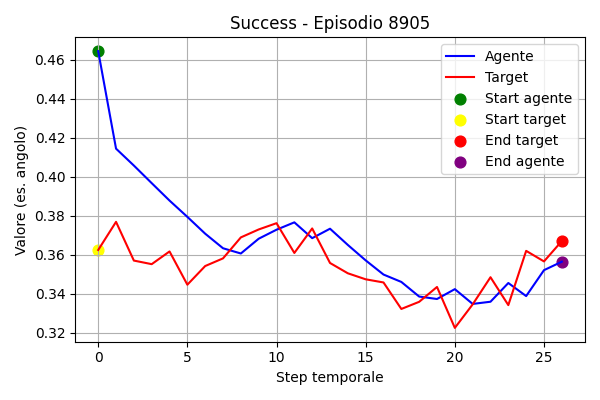 Success - Episodio 8905
Valore (es. angolo)
0.46
0.44
0.42
0.40
0.38
0.36
0.34
0.32
Agente
Target
Start agente
Start target
End target
End agente
0 5 10 15 20 25
Step temporale